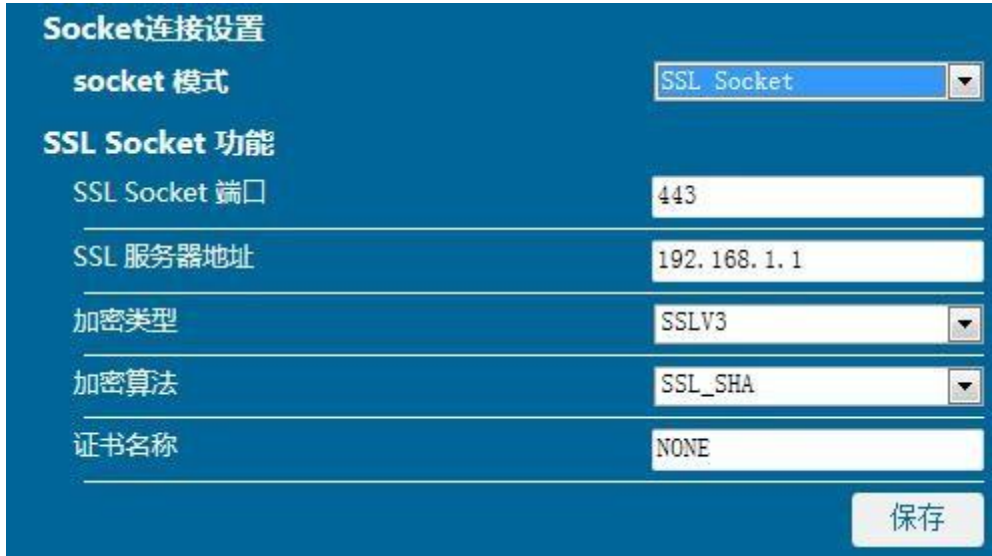 Socket连接设置
socket 模式 SSL Socket
SSL Socket 功能
SSL Socket 端口 443
SSL 服务器地址 192.168.1.1
加密类型 SSLV3
加密算法 SSL_SHA
证书名称 NONE
保存